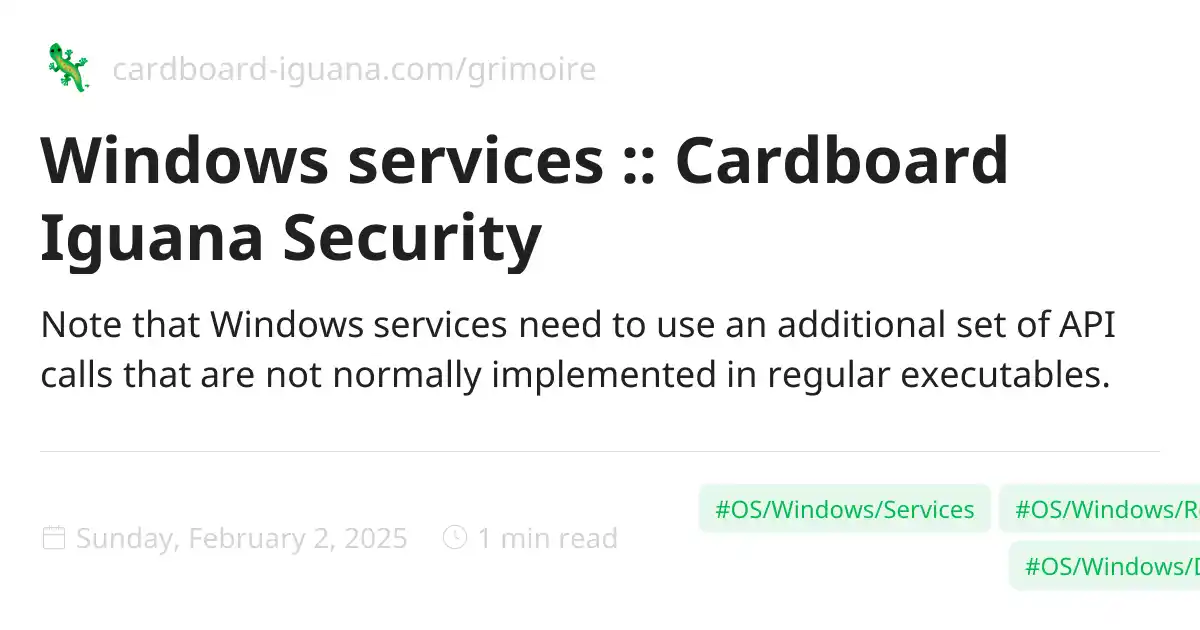 cardboard-iguana.com/grimoire
Windows services :: Cardboard
Iguana Security
Note that Windows services need to use an additional set of API
calls that are not normally implemented in regular executables.
#OS/Windows/Services #OS/Windows/R
Sunday, February 2, 2025 1 min read
#OS/Windows/D